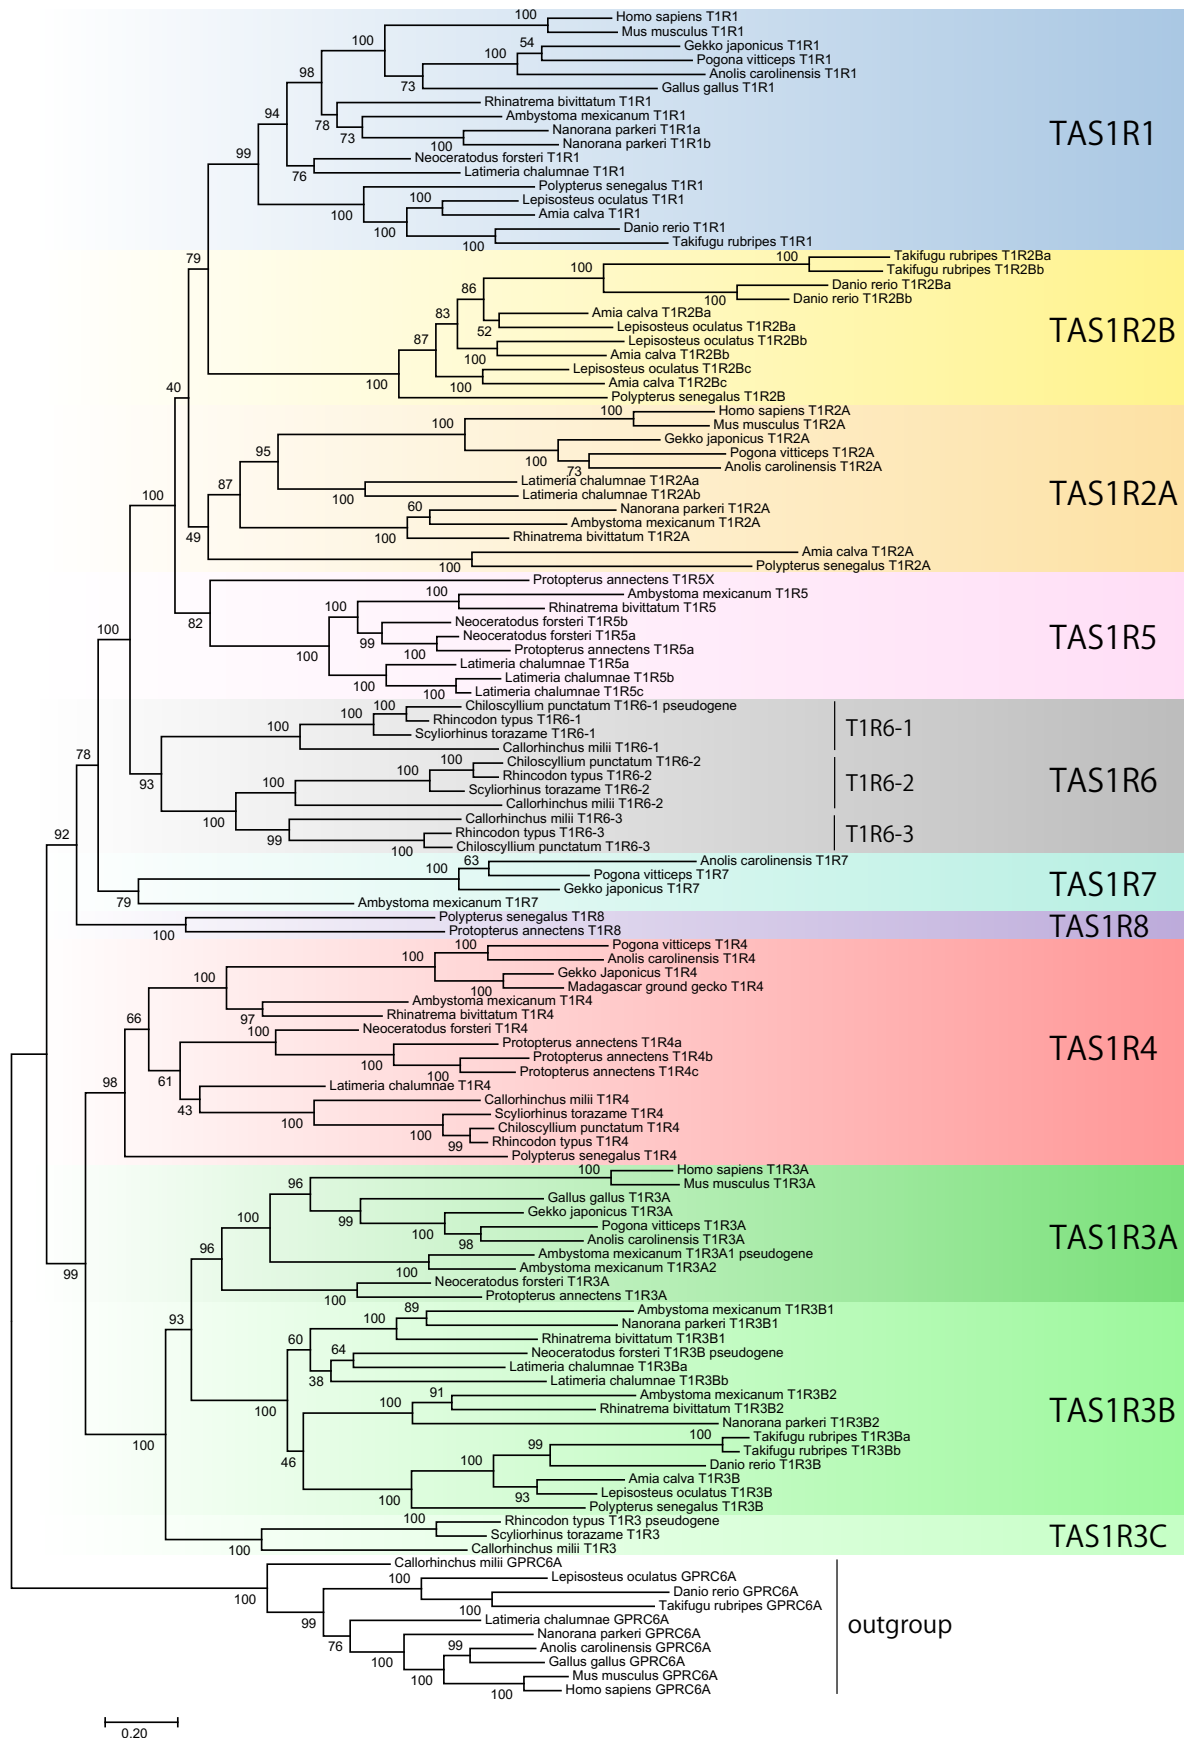 Homo sapiens T1R1
Mus musculus T1R1
Gekko japonicus T1R1
Pogona vitticeps T1R1
Anolis carolinensis T1R1
Gallus gallus T1R1
Rhinatrema bivittatum T1R1
Ambystoma mexicanum T1R1
Nanorana parkeri T1R1a
Nanorana parkeri T1R1b
Neoceratodus forsteri T1R1
Latimeria chalumnae T1R1
Polypterus senegalus T1R1
Lepisosteus oculatus T1R1
Amia calva T1R1
Danio rerio T1R1
Takifugu rubripes T1R1
100
100
54
100
73
98
78
73
100
94
76
99
100
100
100
100
79
TAS1R1
Takifugu rubripes T1R2Ba
Takifugu rubripes T1R2Bb
Danio rerio T1R2Ba
Danio rerio T1R2Bb
Amia calva T1R2Ba
Lepisosteus oculatus T1R2Ba
Lepisosteus oculatus T1R2Bb
Amia calva T1R2Bb
Lepisosteus oculatus T1R2Bc
Amia calva T1R2Bc
Polypterus senegalus T1R2B
100
100
100
86
52
83
100
87
100
100
40
TAS1R2B
Homo sapiens T1R2A
Mus musculus T1R2A
Gekko japonicus T1R2A
Pogona vitticeps T1R2A
Anolis carolinensis T1R2A
Latimeria chalumnae T1R2Aa
Latimeria chalumnae T1R2Ab
Nanorana parkeri T1R2A
Ambystoma mexicanum T1R2A
Rhinatrema bivittatum T1R2A
Amia calva T1R2A
Polypterus senegalus T1R2A
100
100
100
73
95
100
87
60
100
49
100
100
TAS1R2A
Protopterus annectens T1R5X
Ambystoma mexicanum T1R5
Rhinatrema bivittatum T1R5
Neoceratodus forsteri T1R5b
Neoceratodus forsteri T1R5a
Protopterus annectens T1R5a
Latimeria chalumnae T1R5a
Latimeria chalumnae T1R5b
Latimeria chalumnae T1R5c
82
100
100
99
100
100
100
100
100
TAS1R5
Chiloscyllium punctatum T1R6-1 pseudogene
Rhincodon typus T1R6-1
Scyliorhinus torazame T1R6-1
Callorhinchus milii T1R6-1
Chiloscyllium punctatum T1R6-2
Rhincodon typus T1R6-2
Scyliorhinus torazame T1R6-2
Callorhinchus milii T1R6-2
Callorhinchus milii T1R6-3
Rhincodon typus T1R6-3
Chiloscyllium punctatum T1R6-3
100
100
100
93
100
100
100
100
99
100
78
T1R6-1
T1R6-2
T1R6-3
TAS1R6
Anolis carolinensis T1R7
Pogona vitticeps T1R7
Gekko japonicus T1R7
Ambystoma mexicanum T1R7
63
100
79
92
TAS1R7
Polypterus senegalus T1R8
Protopterus annectens T1R8
100
TAS1R8
Pogona vitticeps T1R4
Anolis carolinensis T1R4
Gekko Japonicus T1R4
Madagascar ground gecko T1R4
Ambystoma mexicanum T1R4
Rhinatrema bivittatum T1R4
Neoceratodus forsteri T1R4
Protopterus annectens T1R4a
Protopterus annectens T1R4b
Protopterus annectens T1R4c
Latimeria chalumnae T1R4
Callorhinchus milii T1R4
Scyliorhinus torazame T1R4
Chiloscyllium punctatum T1R4
Rhincodon typus T1R4
Polypterus senegalus T1R4
100
100
100
100
97
66
100
100
100
61
98
43
100
100
99
TAS1R4
Homo sapiens T1R3A
Mus musculus T1R3A
Gallus gallus T1R3A
Gekko japonicus T1R3A
Pogona vitticeps T1R3A
Anolis carolinensis T1R3A
Ambystoma mexicanum T1R3A1 pseudogene
Ambystoma mexicanum T1R3A2
Neoceratodus forsteri T1R3A
Protopterus annectens T1R3A
100
96
99
100
98
100
96
100
100
99
TAS1R3A
Ambystoma mexicanum T1R3B1
Nanorana parkeri T1R3B1
Rhinatrema bivittatum T1R3B1
Neoceratodus forsteri T1R3B pseudogene
Latimeria chalumnae T1R3Ba
Latimeria chalumnae T1R3Bb
Ambystoma mexicanum T1R3B2
Rhinatrema bivittatum T1R3B2
Nanorana parkeri T1R3B2
Takifugu rubripes T1R3Ba
Takifugu rubripes T1R3Bb
Danio rerio T1R3B
Amia calva T1R3B
Lepisosteus oculatus T1R3B
Polypterus senegalus T1R3B
89
100
93
60
64
38
91
100
100
100
99
100
46
93
100
100
TAS1R3B
Rhincodon typus T1R3 pseudogene
Scyliorhinus torazame T1R3
Callorhinchus milii T1R3
100
100
TAS1R3C
Callorhinchus milii GPRC6A
Lepisosteus oculatus GPRC6A
Danio rerio GPRC6A
Takifugu rubripes GPRC6A
Latimeria chalumnae GPRC6A
Nanorana parkeri GPRC6A
Anolis carolinensis GPRC6A
Gallus gallus GPRC6A
Mus musculus GPRC6A
Homo sapiens GPRC6A
100
100
100
99
76
99
100
100
100
outgroup
0.20